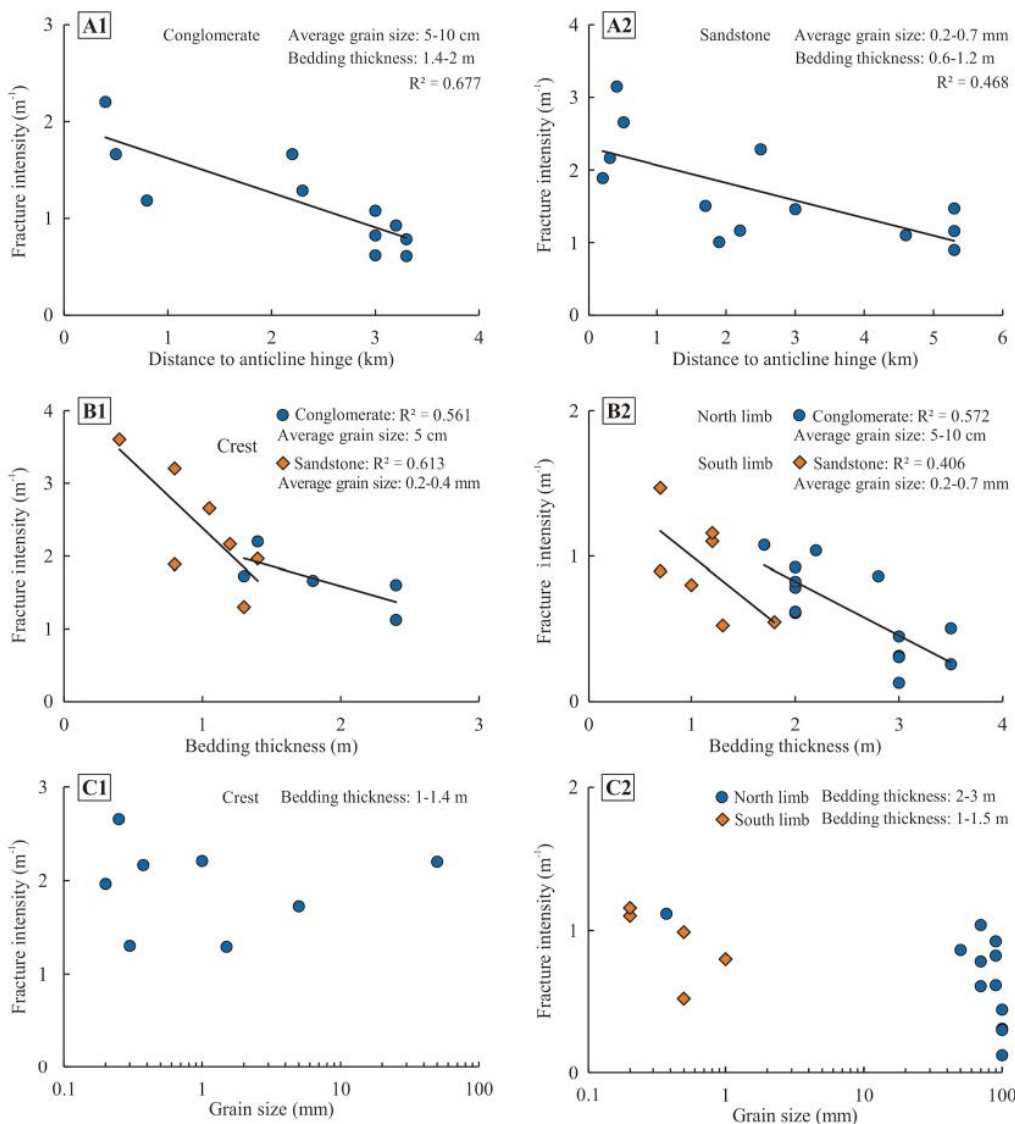 A1
Conglomerate Average grain size: 5-10 cm
Bedding thickness: 1.4-2 m
R² = 0.677
Fracture intensity (m⁻¹)
3
2
1
0
0 1 2 3 4
Distance to anticline hinge (km)
A2
Sandstone Average grain size: 0.2-0.7 mm
Bedding thickness: 0.6-1.2 m
R² = 0.468
Fracture intensity (m⁻¹)
4
3
2
1
0
0 1 2 3 4 5 6
Distance to anticline hinge (km)
B1
Crest
Conglomerate: R² = 0.561
Average grain size: 5 cm
Sandstone: R² = 0.613
Average grain size: 0.2-0.4 mm
Fracture intensity (m⁻¹)
4
3
2
1
0
0 1 2 3
Bedding thickness (m)
B2
North limb Conglomerate: R² = 0.572
Average grain size: 5-10 cm
South limb Sandstone: R² = 0.406
Average grain size: 0.2-0.7 mm
Fracture intensity (m⁻¹)
2
1
0
0 1 2 3 4
Bedding thickness (m)
C1
Crest Bedding thickness: 1-1.4 m
Fracture intensity (m⁻¹)
3
2
1
0
0.1 1 10 100
Grain size (mm)
C2
North limb Bedding thickness: 2-3 m
South limb Bedding thickness: 1-1.5 m
Fracture intensity (m⁻¹)
2
1
0
0.1 1 10 100
Grain size (mm)